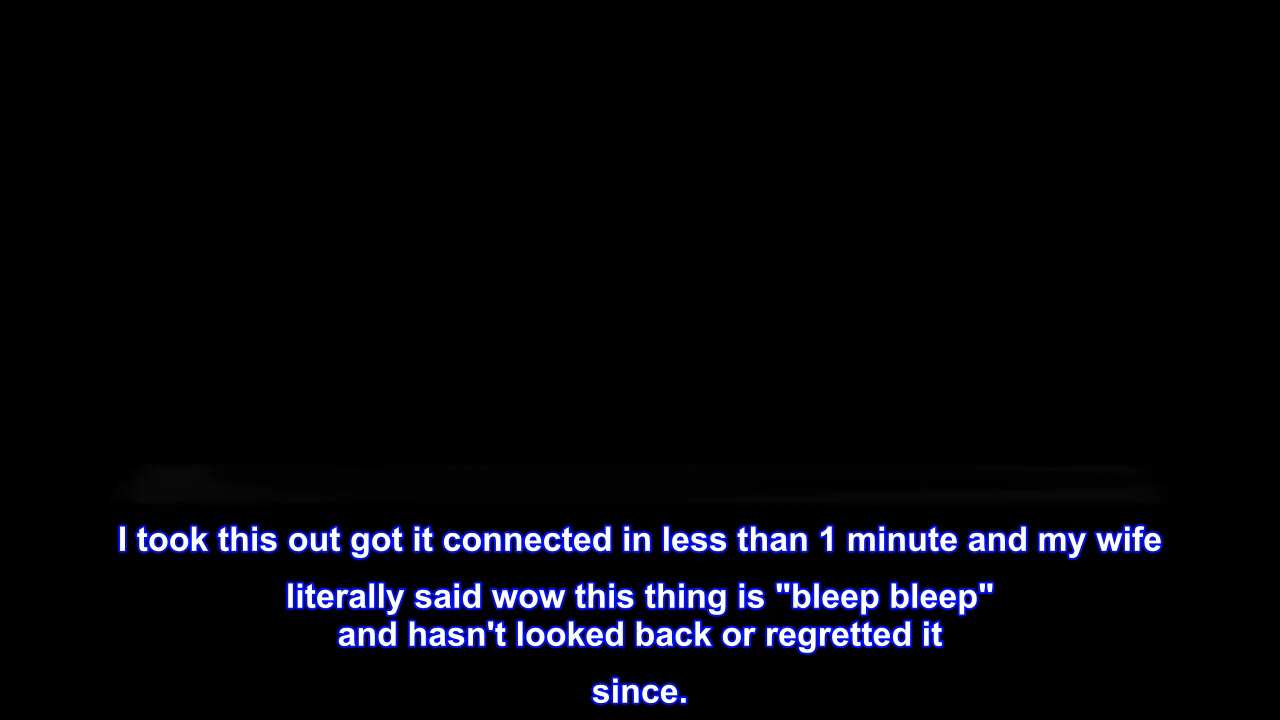 I took this out got it connected in less than 1 minute and my wife
literally said wow this thing is "bleep bleep"
and hasn't looked back or regretted it
since.